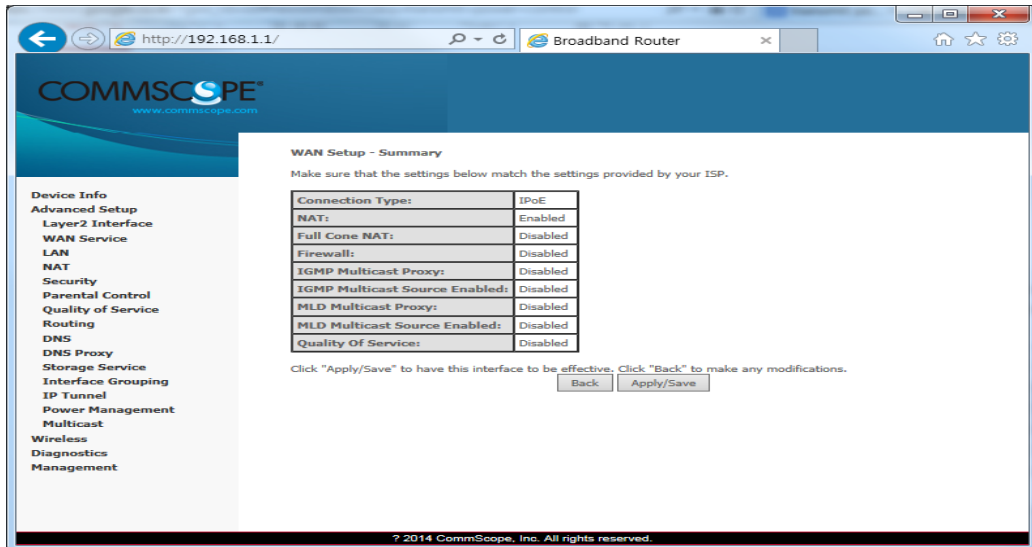 http://192.168.1.1/
Broadband Router
COMMSCOPE®
www.commscope.com
WAN Setup - Summary
Make sure that the settings below match the settings provided by your ISP.
Device Info
Advanced Setup
Layer2 Interface
WAN Service
LAN
NAT
Security
Parental Control
Quality of Service
Routing
DNS
DNS Proxy
Storage Service
Interface Grouping
IP Tunnel
Power Management
Multicast
Wireless
Diagnostics
Management
Connection Type: IPoE
NAT: Enabled
Full Cone NAT: Disabled
Firewall: Disabled
IGMP Multicast Proxy: Disabled
IGMP Multicast Source Enabled: Disabled
MLD Multicast Proxy: Disabled
MLD Multicast Source Enabled: Disabled
Quality Of Service: Disabled
Click "Apply/Save" to have this interface to be effective. Click "Back" to make any modifications.
Back Apply/Save
? 2014 CommScope, Inc. All rights reserved.